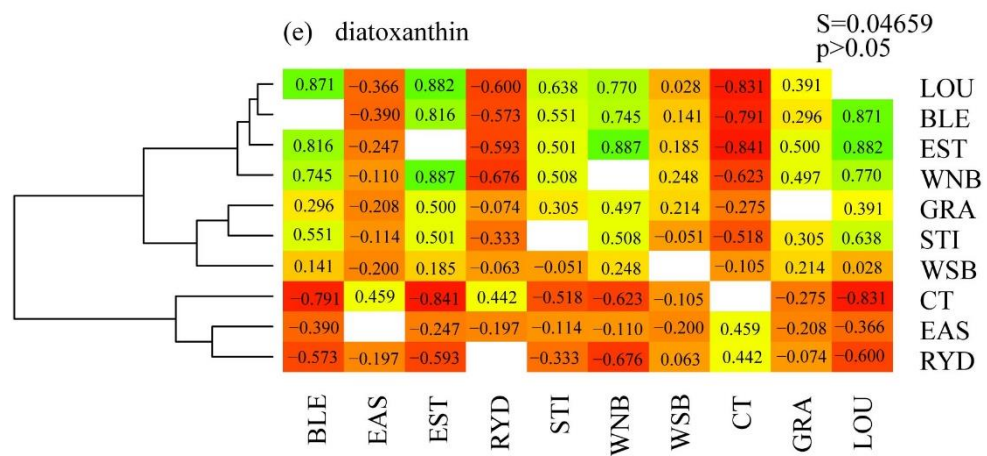 (e) diatoxanthin
S=0.04659
p>0.05
0.871 −0.366 0.882 −0.600 0.638 0.770 0.028 −0.831 0.391 LOU
−0.390 0.816 −0.573 0.551 0.745 0.141 −0.791 0.296 0.871 BLE
0.816 −0.247 −0.593 0.501 0.887 0.185 −0.841 0.500 0.882 EST
0.745 −0.110 0.887 −0.676 0.508 0.248 −0.623 0.497 0.770 WNB
0.296 −0.208 0.500 −0.074 0.305 0.497 0.214 −0.275 0.391 GRA
0.551 −0.114 0.501 −0.333 0.508 −0.051 −0.518 0.305 0.638 STI
0.141 −0.200 0.185 −0.063 −0.051 0.248 −0.105 0.214 0.028 WSB
−0.791 0.459 −0.841 0.442 −0.518 −0.623 −0.105 −0.275 −0.831 CT
−0.390 −0.247 −0.197 −0.114 −0.110 −0.200 0.459 −0.208 −0.366 EAS
−0.573 −0.197 −0.593 −0.333 −0.676 0.063 0.442 −0.074 −0.600 RYD
BLE EAS EST RYD STI WNB WSB CT GRA LOU